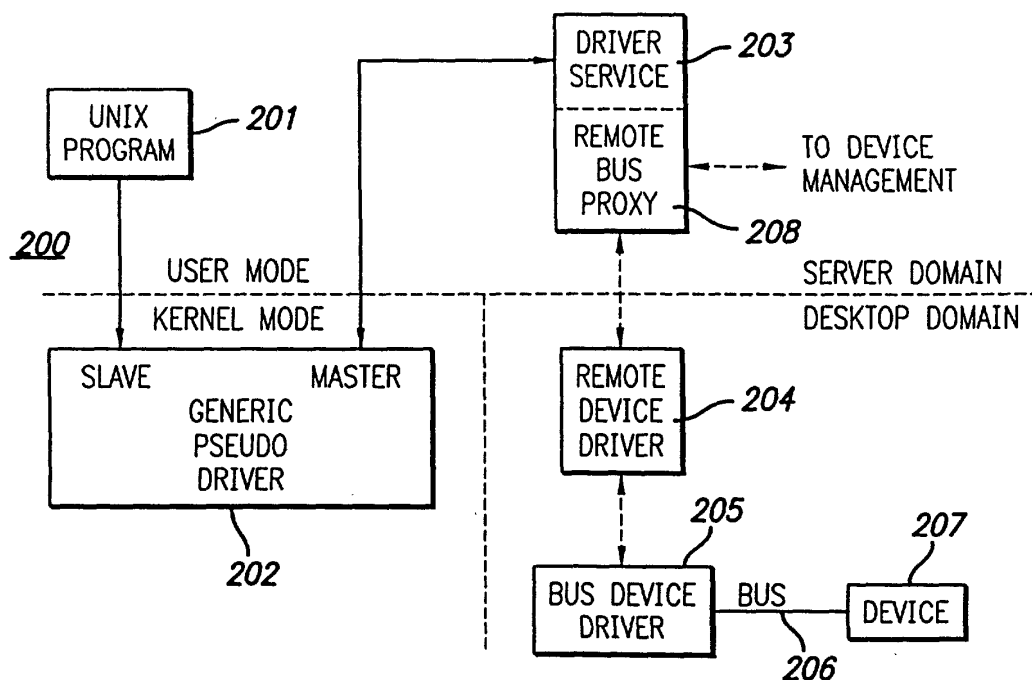 DRIVER
SERVICE
203
UNIX
PROGRAM
201
REMOTE
BUS
PROXY
208
TO DEVICE
MANAGEMENT
200
USER MODE
SERVER DOMAIN
KERNEL MODE
DESKTOP DOMAIN
SLAVE
MASTER
GENERIC
PSEUDO
DRIVER
202
REMOTE
DEVICE
DRIVER
204
205
207
BUS DEVICE
DRIVER
BUS
206
DEVICE